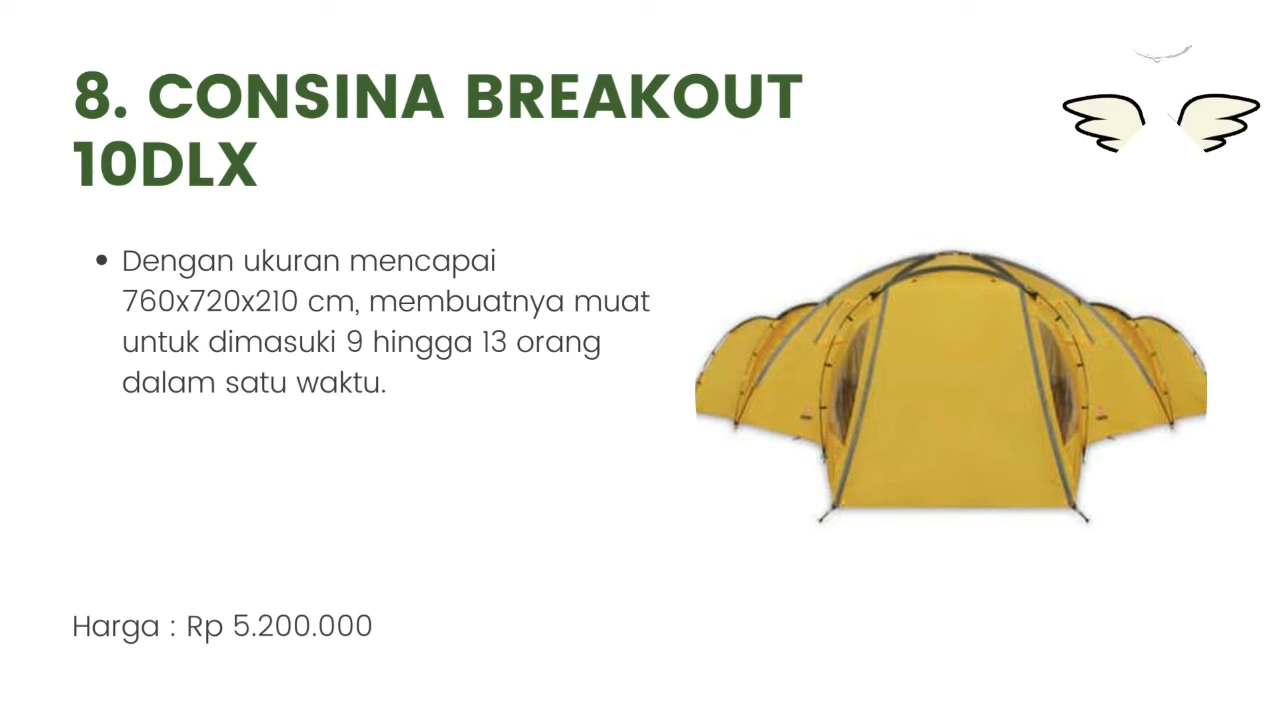 8. CONSINA BREAKOUT
10DLX
• Dengan ukuran mencapai
760x720x210 cm, membuatnya muat
untuk dimasuki 9 hingga 13 orang
dalam satu waktu.
Harga : Rp 5.200.000